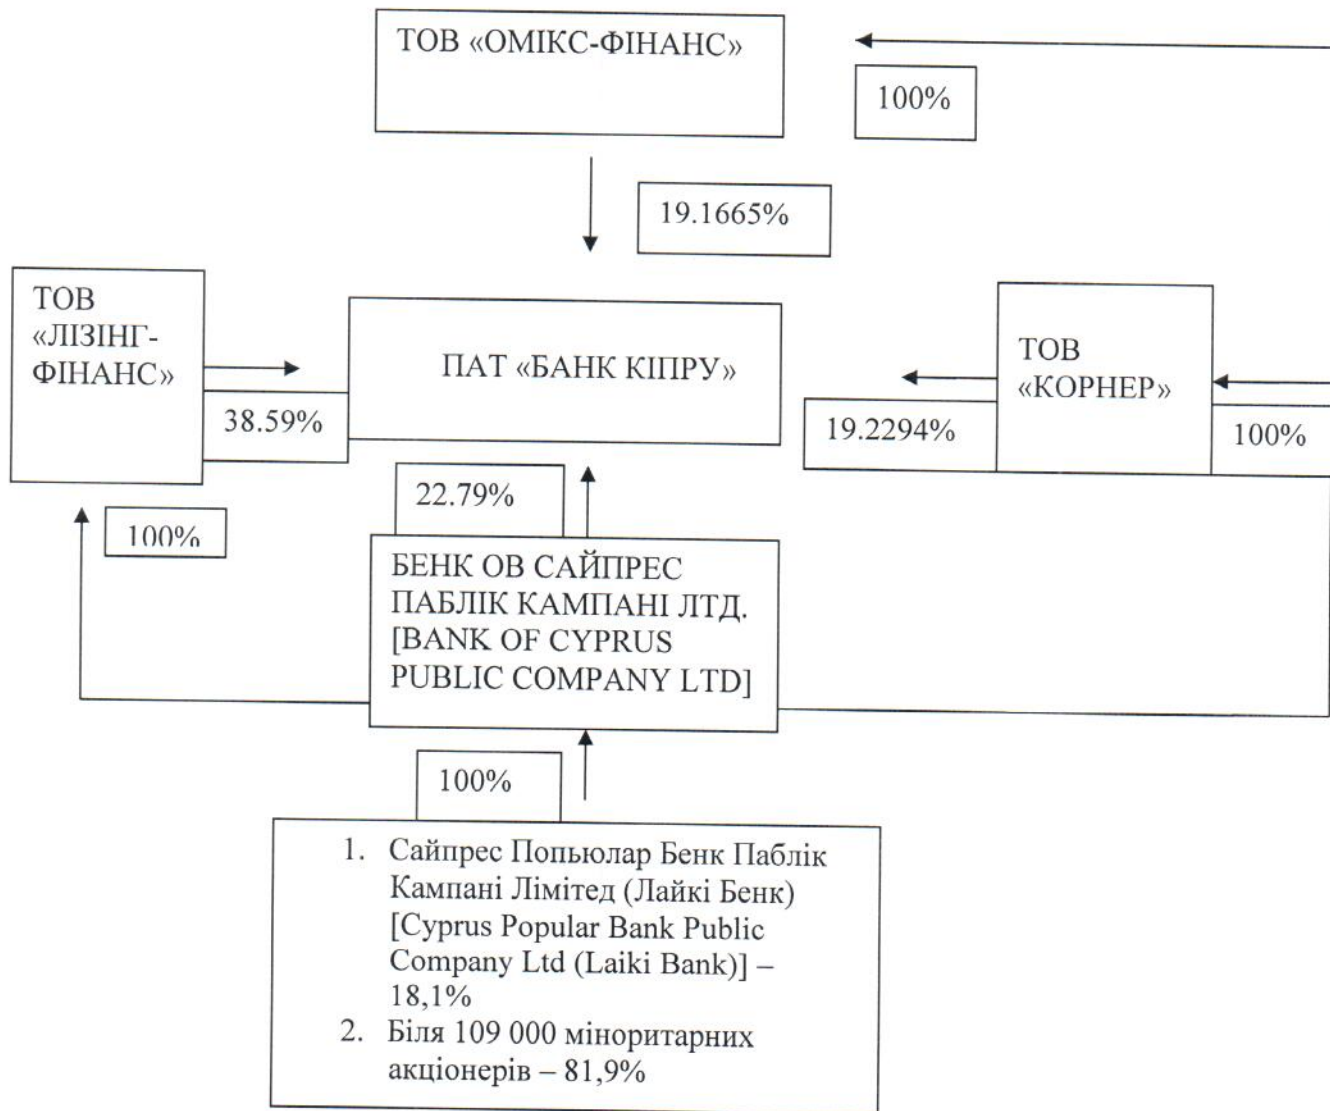 ТОВ «ОМІКС-ФІНАНС»
100%
19.1665%
ТОВ
«ЛІЗІНГ-
ФІНАНС»
ПАТ «БАНК КІПРУ»
ТОВ
«КОРНЕР»
38.59%
19.2294%
100%
22.79%
100%
БЕНК ОВ САЙПРЕС
ПАБЛІК КАМПАНІ ЛТД.
[BANK OF CYPRUS
PUBLIC COMPANY LTD]
100%
1. Сайпрес Попьюлар Бенк Паблік
Кампані Лімітед (Лайкі Бенк)
[Cyprus Popular Bank Public
Company Ltd (Laiki Bank)] –
18,1%
2. Біля 109 000 міноритарних
акціонерів – 81,9%